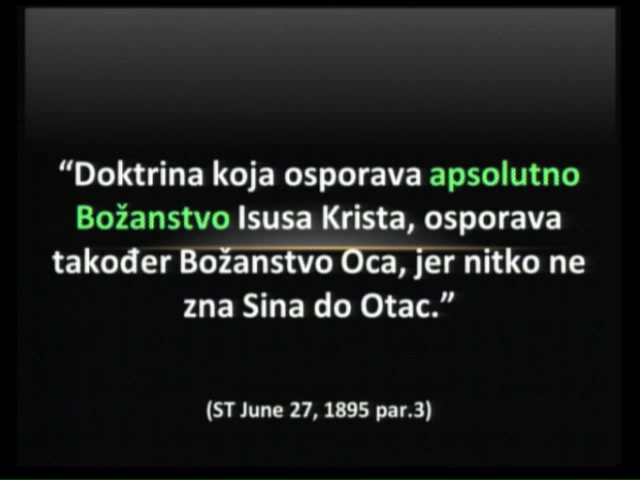 “Doktrina koja osporava apsolutno
Božanstvo Isusa Krista, osporava
također Božanstvo Oca, jer nitko ne
zna Sina do Otac.”
(ST June 27, 1895 par.3)